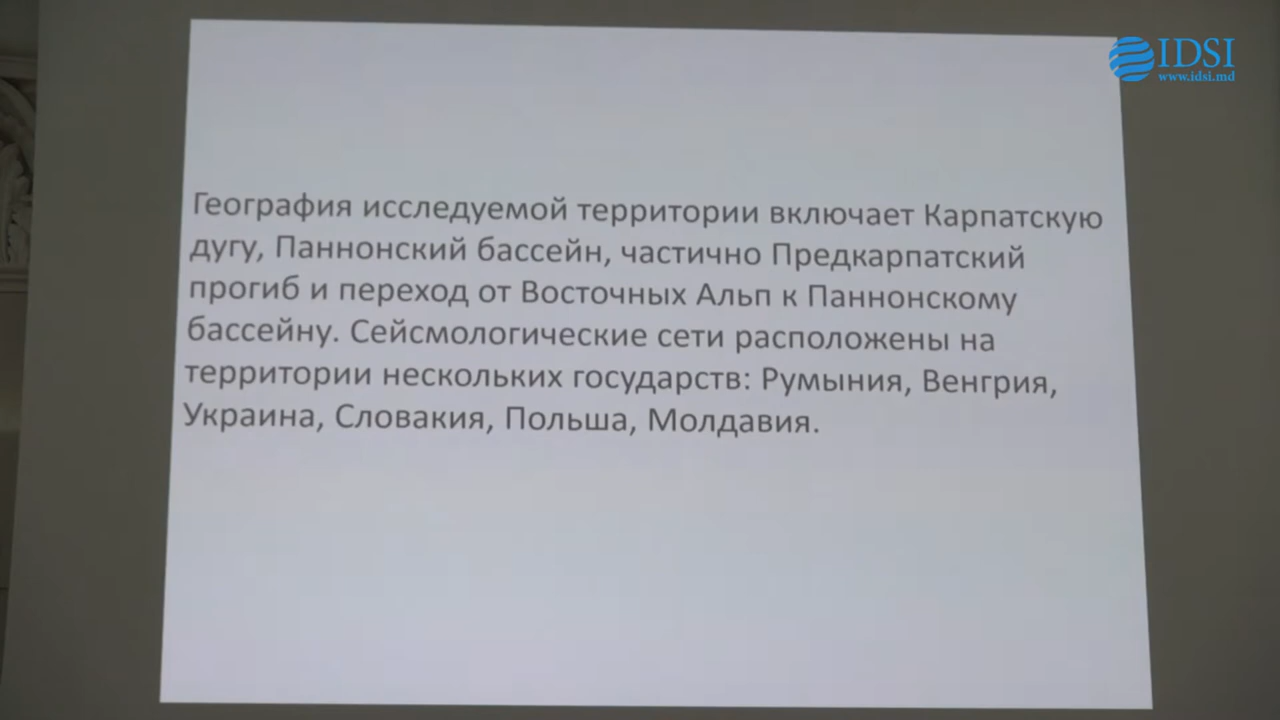 IDSI
www.idsi.md
География исследуемой территории включает Карпатскую
дугу, Паннонский бассейн, частично Предкарпатский
прогиб и переход от Восточных Альп к Паннонскому
бассейну. Сейсмологические сети расположены на
территории нескольких государств: Румыния, Венгрия,
Украина, Словакия, Польша, Молдавия.